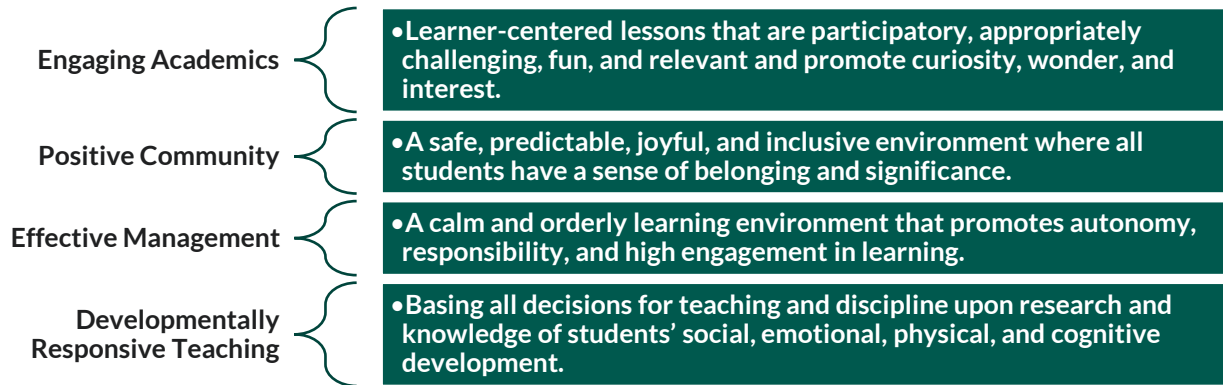 Engaging Academics
•Learner-centered lessons that are participatory, appropriately
challenging, fun, and relevant and promote curiosity, wonder, and
interest.
Positive Community
•A safe, predictable, joyful, and inclusive environment where all
students have a sense of belonging and significance.
Effective Management
•A calm and orderly learning environment that promotes autonomy,
responsibility, and high engagement in learning.
Developmentally
Responsive Teaching
•Basing all decisions for teaching and discipline upon research and
knowledge of students’ social, emotional, physical, and cognitive
development.